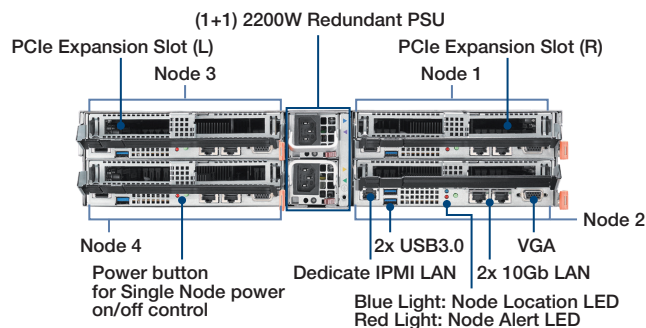 (1+1) 2200W Redundant PSU
PCIe Expansion Slot (L)
PCIe Expansion Slot (R)
Node 3
Node 1
Node 2
Node 4
2x USB3.0
VGA
Power button
for Single Node power
on/off control
Dedicate IPMI LAN
2x 10Gb LAN
Blue Light: Node Location LED
Red Light: Node Alert LED